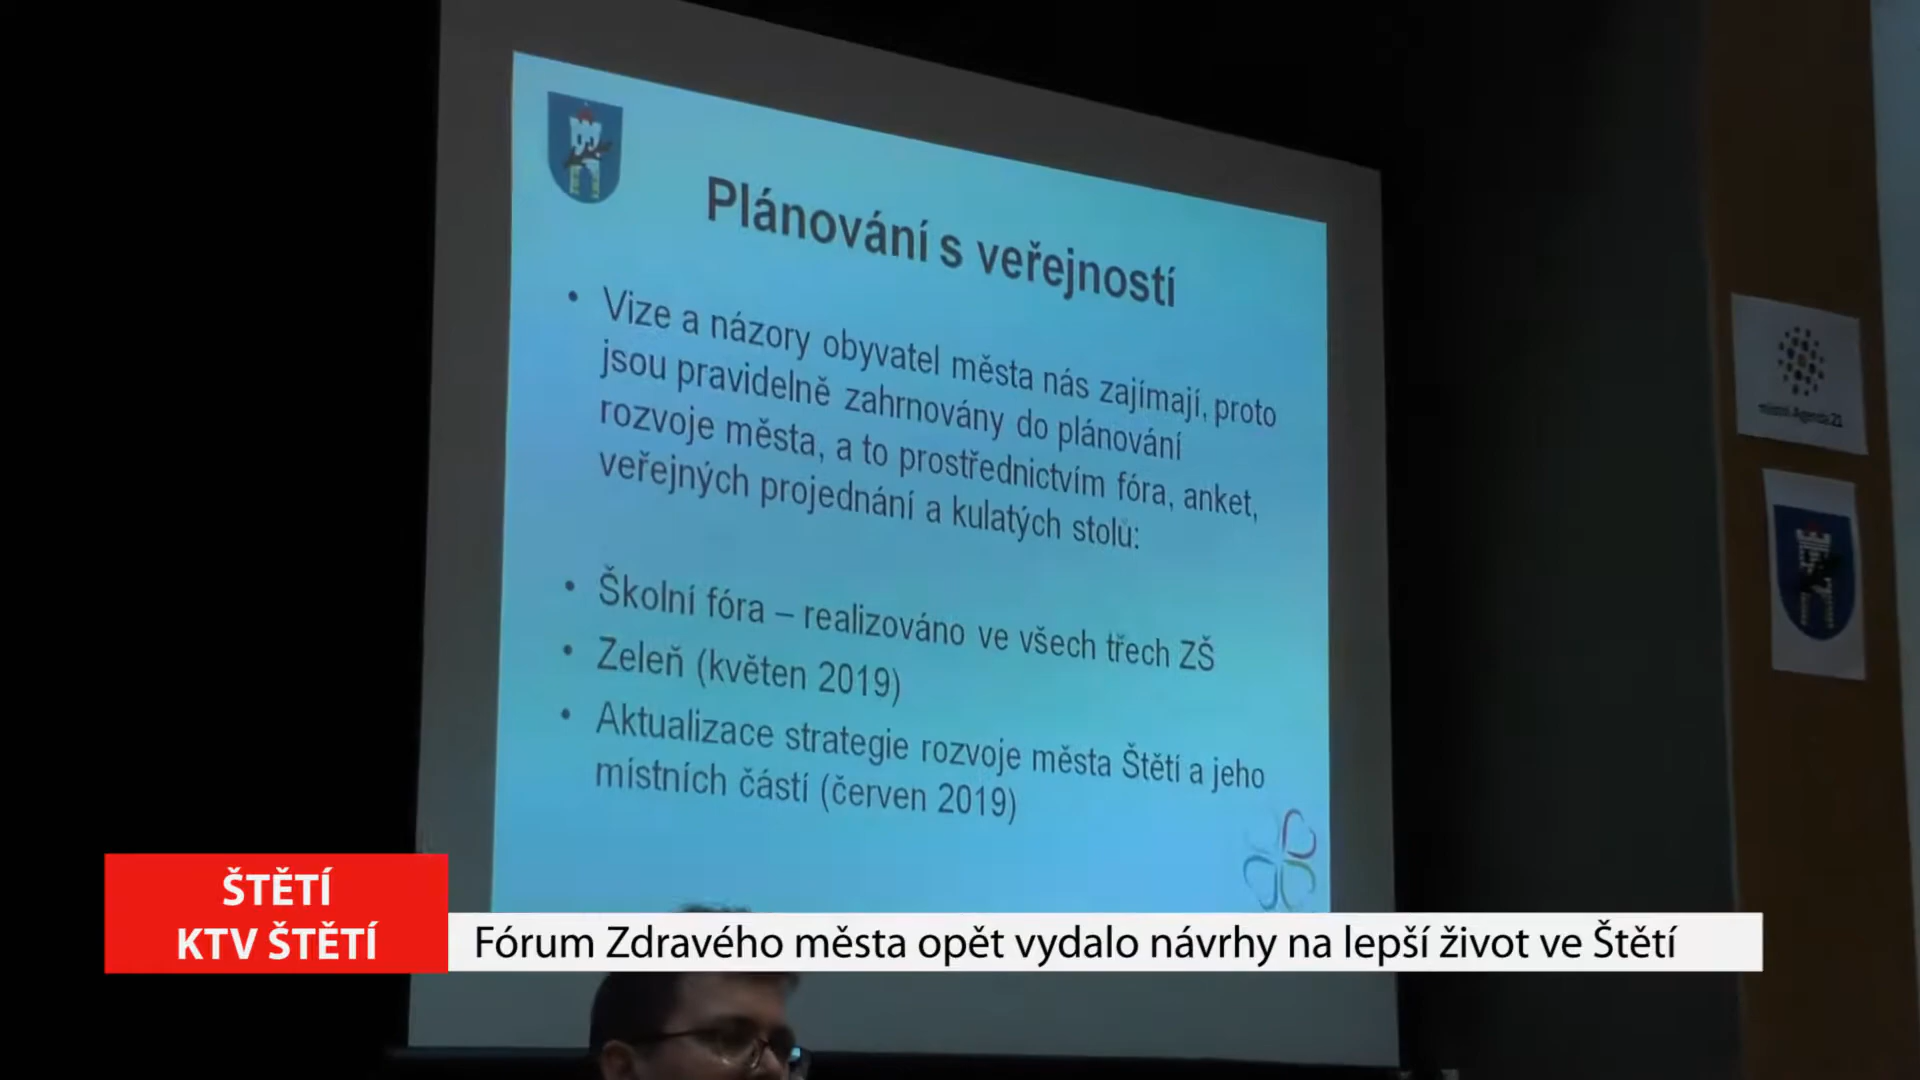 Plánování s veřejností
• Vize a názory obyvatel města nás zajímají, proto
jsou pravidelně zahrnovány do plánování
rozvoje města, a to prostřednictvím fóra, anket,
veřejných projednání a kulatých stolů:
• Školní fóra – realizováno ve všech třech ZŠ
• Zeleň (květen 2019)
• Aktualizace strategie rozvoje města Štětí a jeho
místních částí (červen 2019)
místní Agenda 21
ŠTĚTÍ
KTV ŠTĚTÍ
Fórum Zdravého města opět vydalo návrhy na lepší život ve Štětí